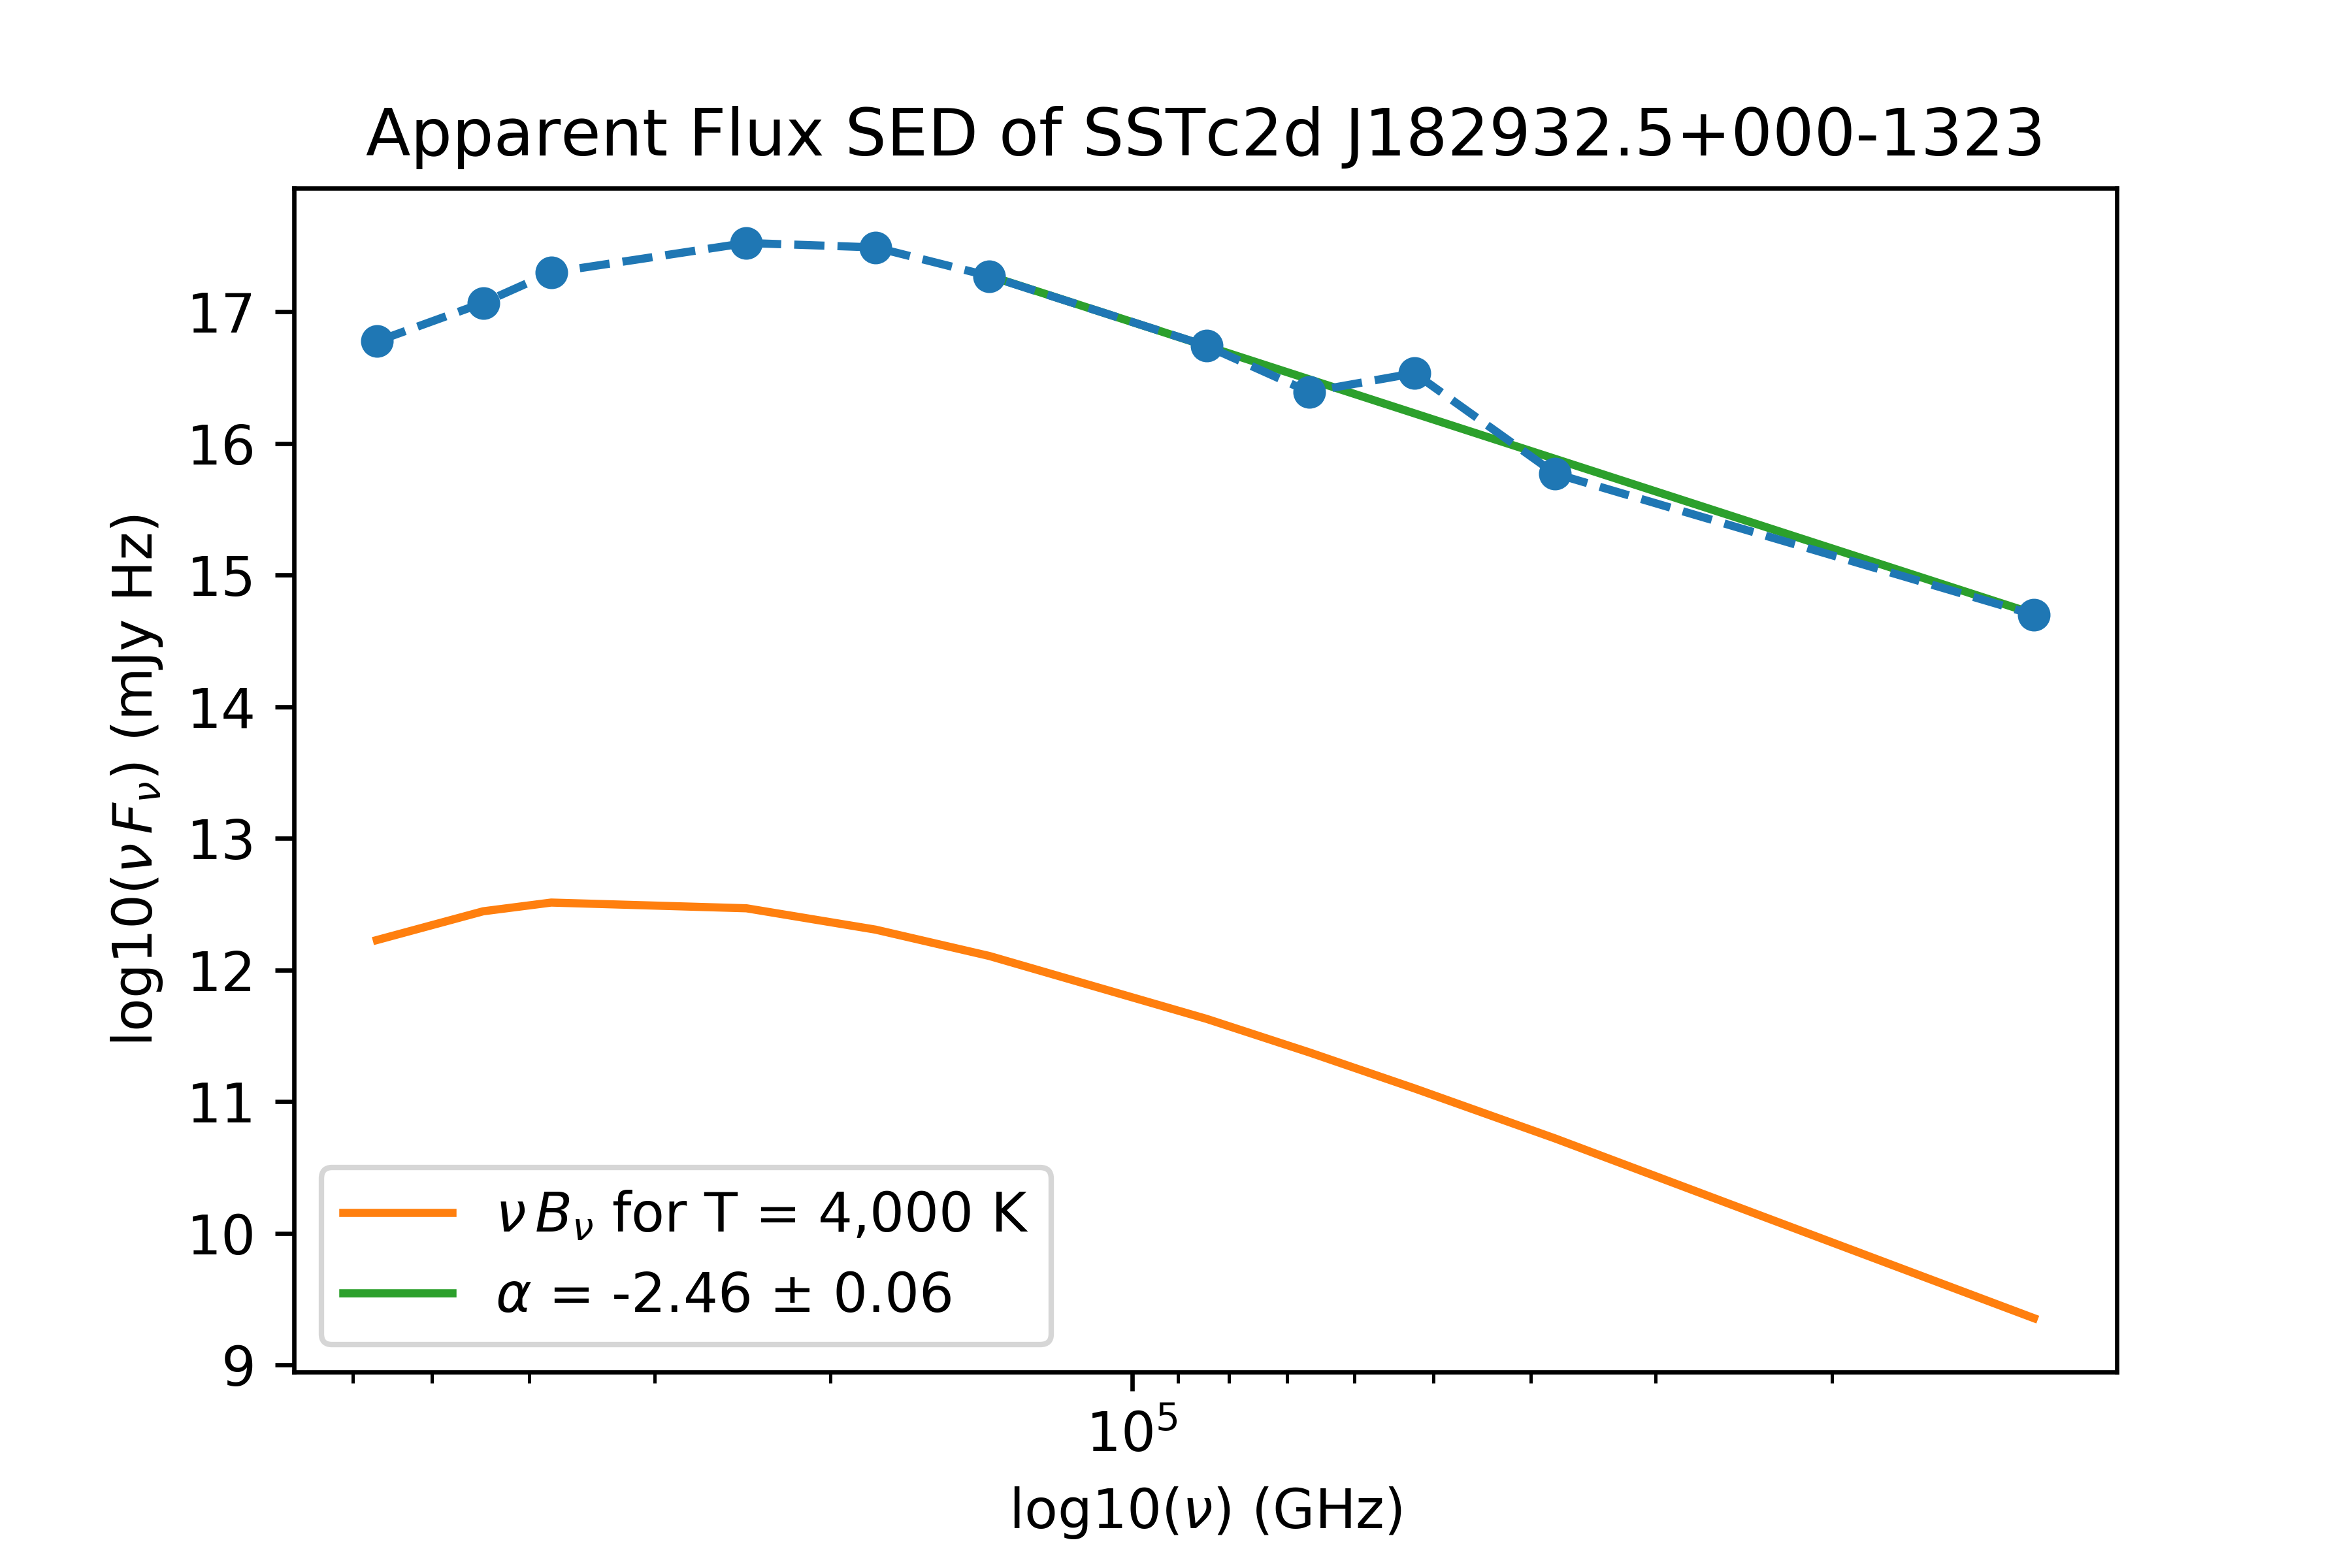 Apparent Flux SED of SSTc2d J182932.5+000-1323
log10(νFν) (mJy Hz)
17
16
15
14
13
12
11
10
9
νBν for T = 4,000 K
α = -2.46 ± 0.06
10⁵
log10(ν) (GHz)